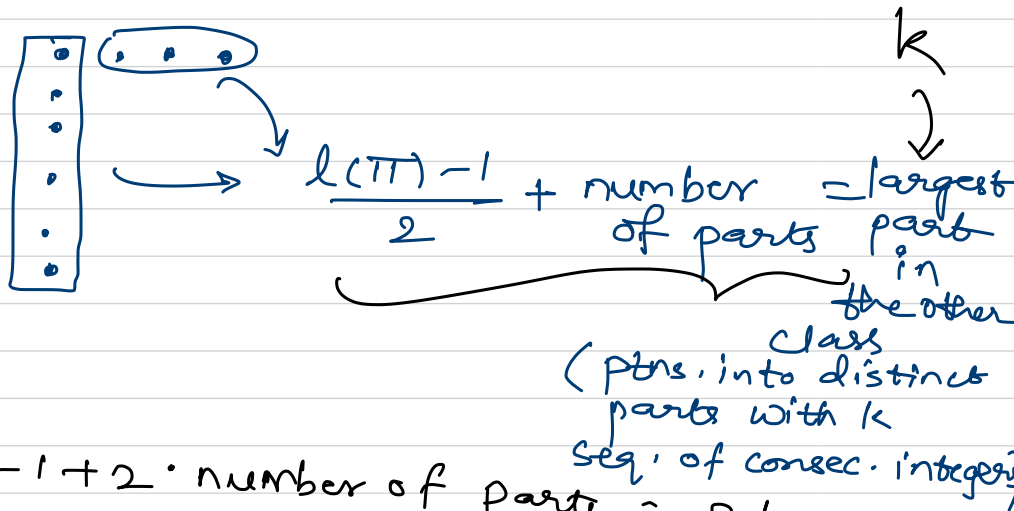 k
l(π) - 1 / 2 + number of parts = largest part in the other class
(ptns. into distinct parts with k seq. of consec. integers
-1 + 2 · number of parts